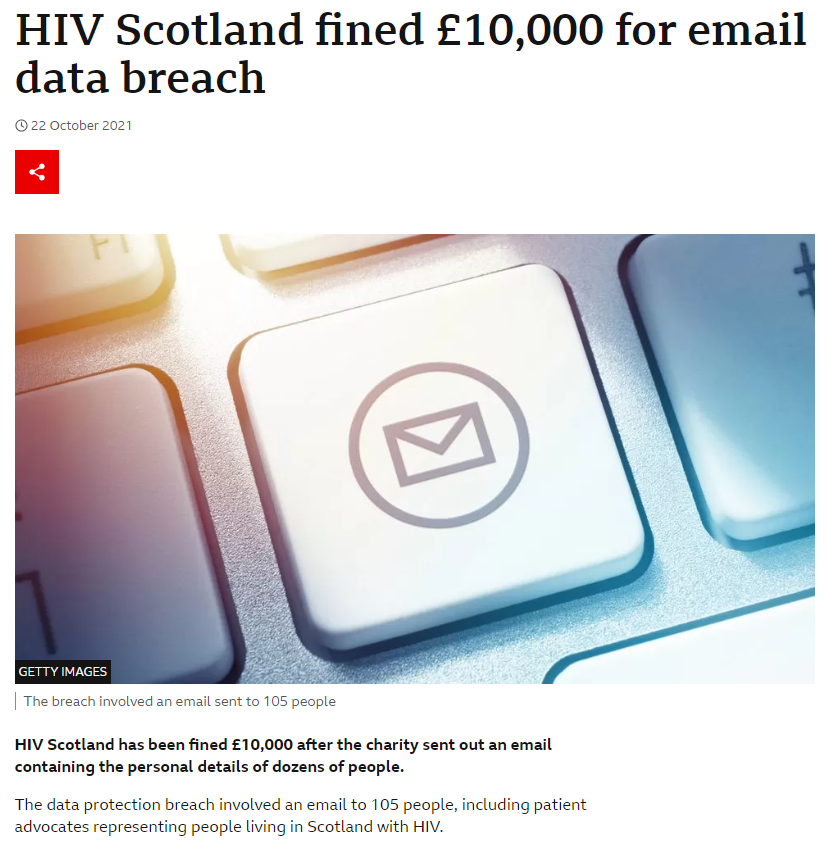 HIV Scotland fined £10,000 for email
data breach
22 October 2021
F1
#
GETTY IMAGES
The breach involved an email sent to 105 people
HIV Scotland has been fined £10,000 after the charity sent out an email
containing the personal details of dozens of people.
The data protection breach involved an email to 105 people, including patient
advocates representing people living in Scotland with HIV.